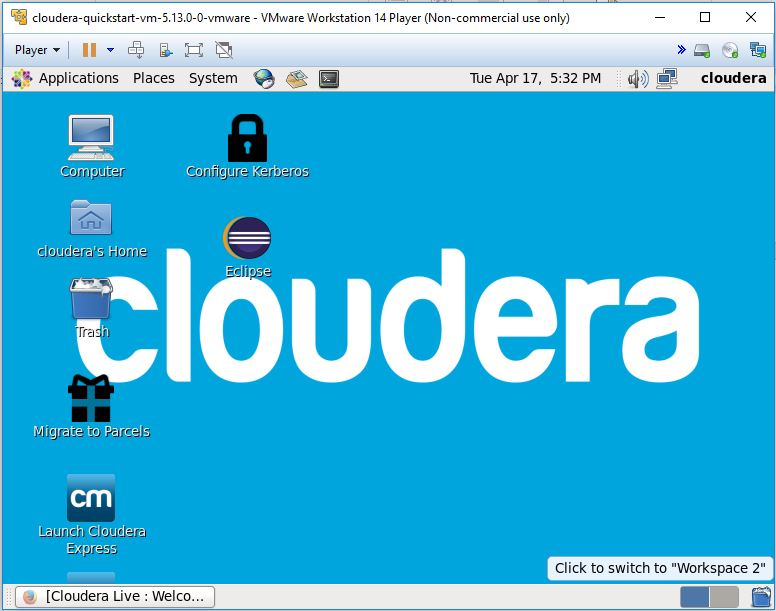 cloudera-quickstart-vm-5.13.0-0-vmware - VMware Workstation 14 Player (Non-commercial use only)
Player
Applications Places System Tue Apr 17, 5:32 PM cloudera
Computer
Configure Kerberos
cloudera's Home
Eclipse
cloudera
Trash
Migrate to Parcels
cm
Launch Cloudera
Express
Click to switch to "Workspace 2"
[Cloudera Live : Welco...